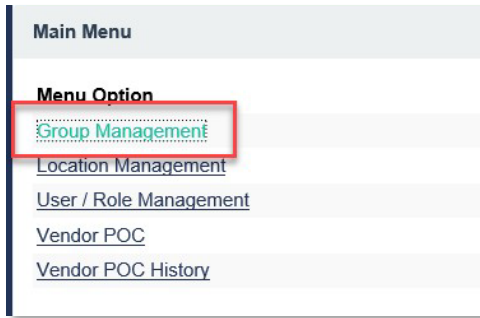 Main Menu
Menu Option
Group Management
Location Management
User / Role Management
Vendor POC
Vendor POC History